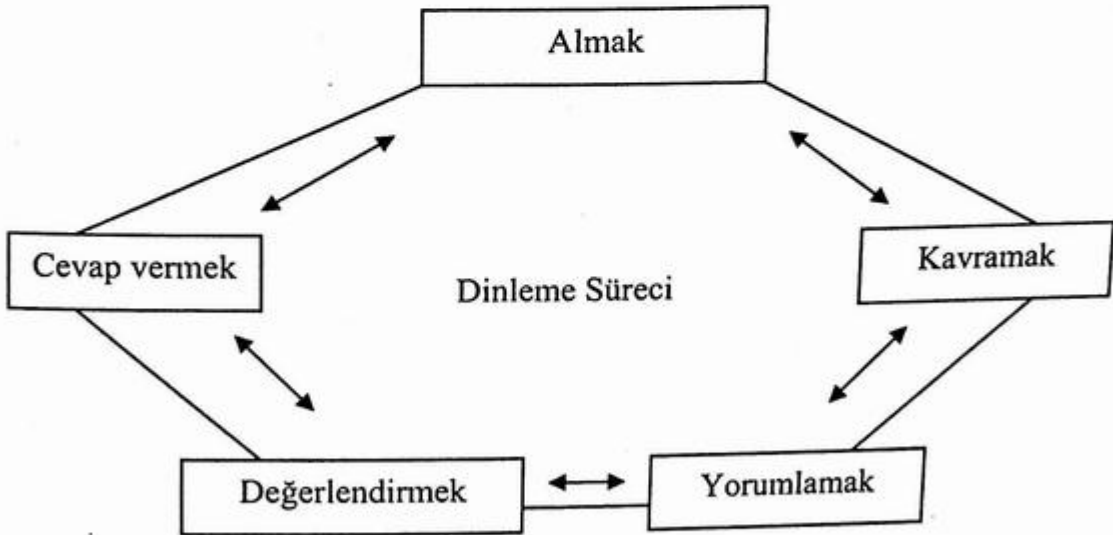 Almak
Cevap vermek
Kavramak
Dinleme Süreci
Değerlendirmek
Yorumlamak